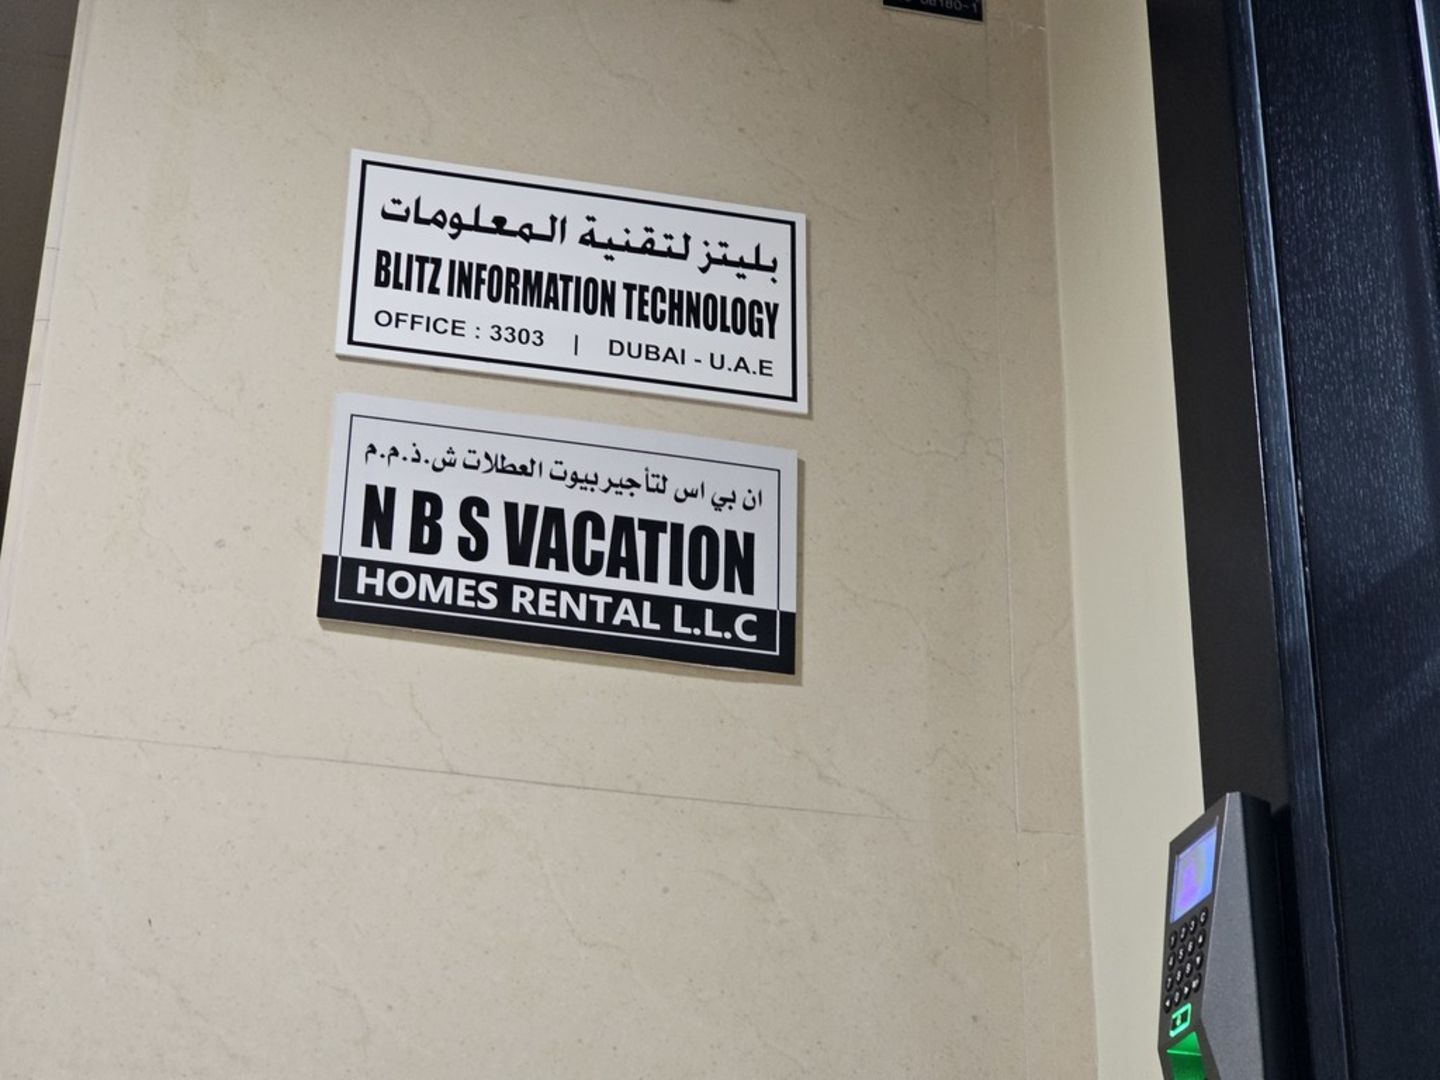 بليتز لتقنية المعلومات
BLITZ INFORMATION TECHNOLOGY
OFFICE : 3303 | DUBAI - U.A.E
ان بي اس لتأجير بيوت العطلات ش.ذ.م.م
N B S VACATION
HOMES RENTAL L.L.C